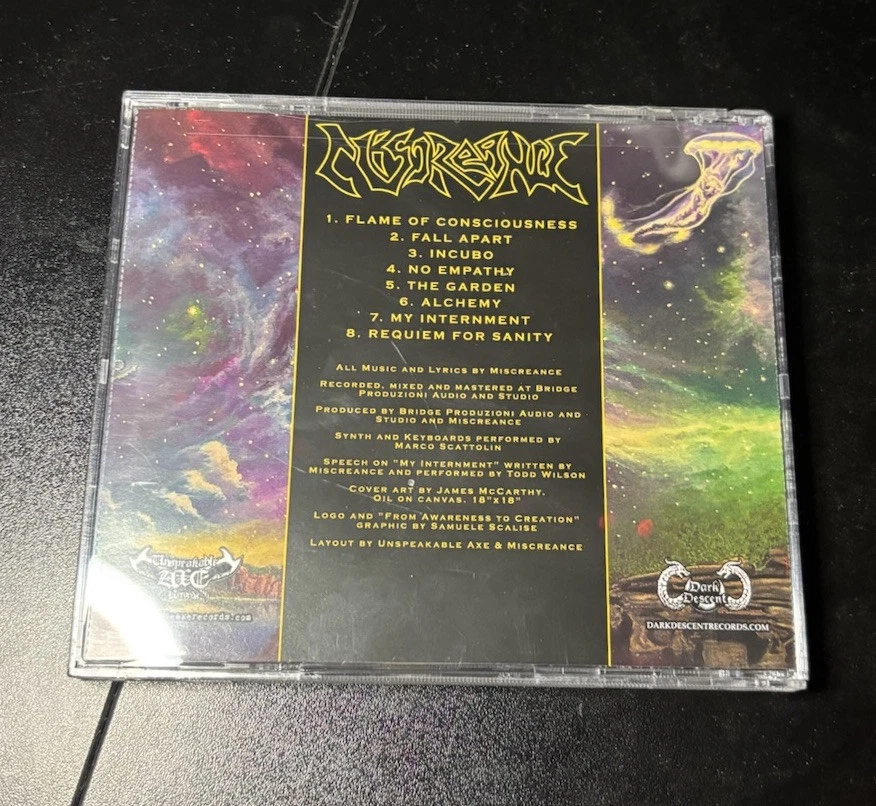 MISCREANCE
1. FLAME OF CONSCIOUSNESS
2. FALL APART
3. INCUBO
4. NO EMPATHY
5. THE GARDEN
6. ALCHEMY
7. MY INTERNMENT
8. REQUIEM FOR SANITY
ALL MUSIC AND LYRICS BY MISCREANCE
RECORDED, MIXED AND MASTERED AT BRIDGE
PRODUZIONI AUDIO AND STUDIO
PRODUCED BY BRIDGE PRODUZIONI AUDIO AND
STUDIO AND MISCREANCE
SYNTH AND KEYBOARDS PERFORMED BY
MARCO SCATTOLIN
SPEECH ON "MY INTERNMENT" WRITTEN BY
MISCREANCE AND PERFORMED BY TODD WILSON
COVER ART BY JAMES MCCARTHY.
OIL ON CANVAS. 18"X18"
LOGO AND "FROM AWARENESS TO CREATION"
GRAPHIC BY SAMUELE SCALISE
LAYOUT BY UNSPEAKABLE AXE & MISCREANCE
Unspeakable
AXE
Dark
Descent
DARKDESCENTRECORDS.COM